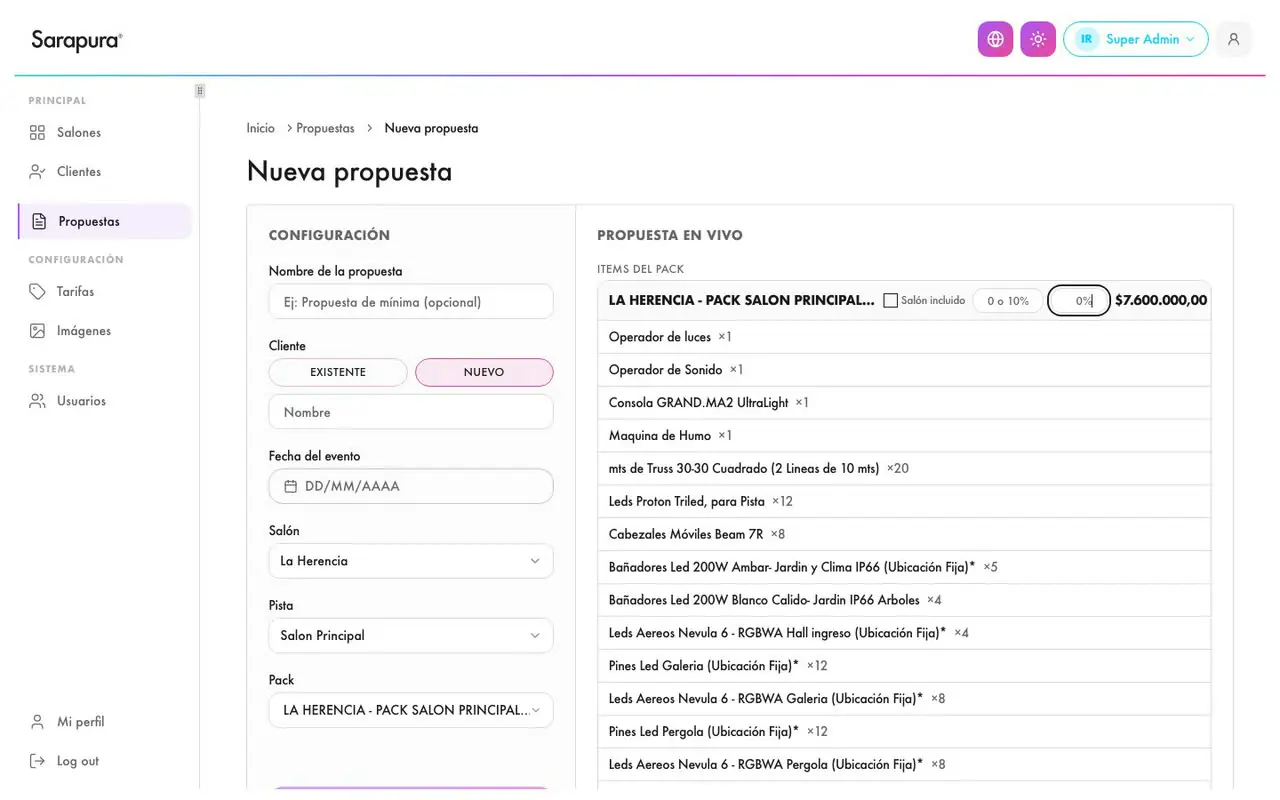 Sarapura®
IR Super Admin
PRINCIPAL
Salones
Clientes
Propuestas
CONFIGURACIÓN
Tarifas
Imágenes
SISTEMA
Usuarios
Mi perfil
Log out
Inicio > Propuestas > Nueva propuesta
Nueva propuesta
CONFIGURACIÓN
Nombre de la propuesta
Ej: Propuesta de mínima (opcional)
Cliente
EXISTENTE NUEVO
Nombre
Fecha del evento
DD/MM/AAAA
Salón
La Herencia
Pista
Salon Principal
Pack
LA HERENCIA - PACK SALON PRINCIPAL...
PROPUESTA EN VIVO
ITEMS DEL PACK
LA HERENCIA - PACK SALON PRINCIPAL... Salón incluido 0 o 10% 0% $7.600.000,00
Operador de luces ×1
Operador de Sonido ×1
Consola GRAND.MA2 UltraLight ×1
Maquina de Humo ×1
mts de Truss 30-30 Cuadrado (2 Lineas de 10 mts) ×20
Leds Proton Triled, para Pista ×12
Cabezales Móviles Beam 7R ×8
Bañadores Led 200W Ambar- Jardin y Clima IP66 (Ubicación Fija)* ×5
Bañadores Led 200W Blanco Calido- Jardin IP66 Arboles ×4
Leds Aereos Nevula 6 - RGBWA Hall ingreso (Ubicación Fija)* ×4
Pines Led Galeria (Ubicación Fija)* ×12
Leds Aereos Nevula 6 - RGBWA Galeria (Ubicación Fija)* ×8
Pines Led Pergola (Ubicación Fija)* ×12
Leds Aereos Nevula 6 - RGBWA Pergola (Ubicación Fija)* ×8